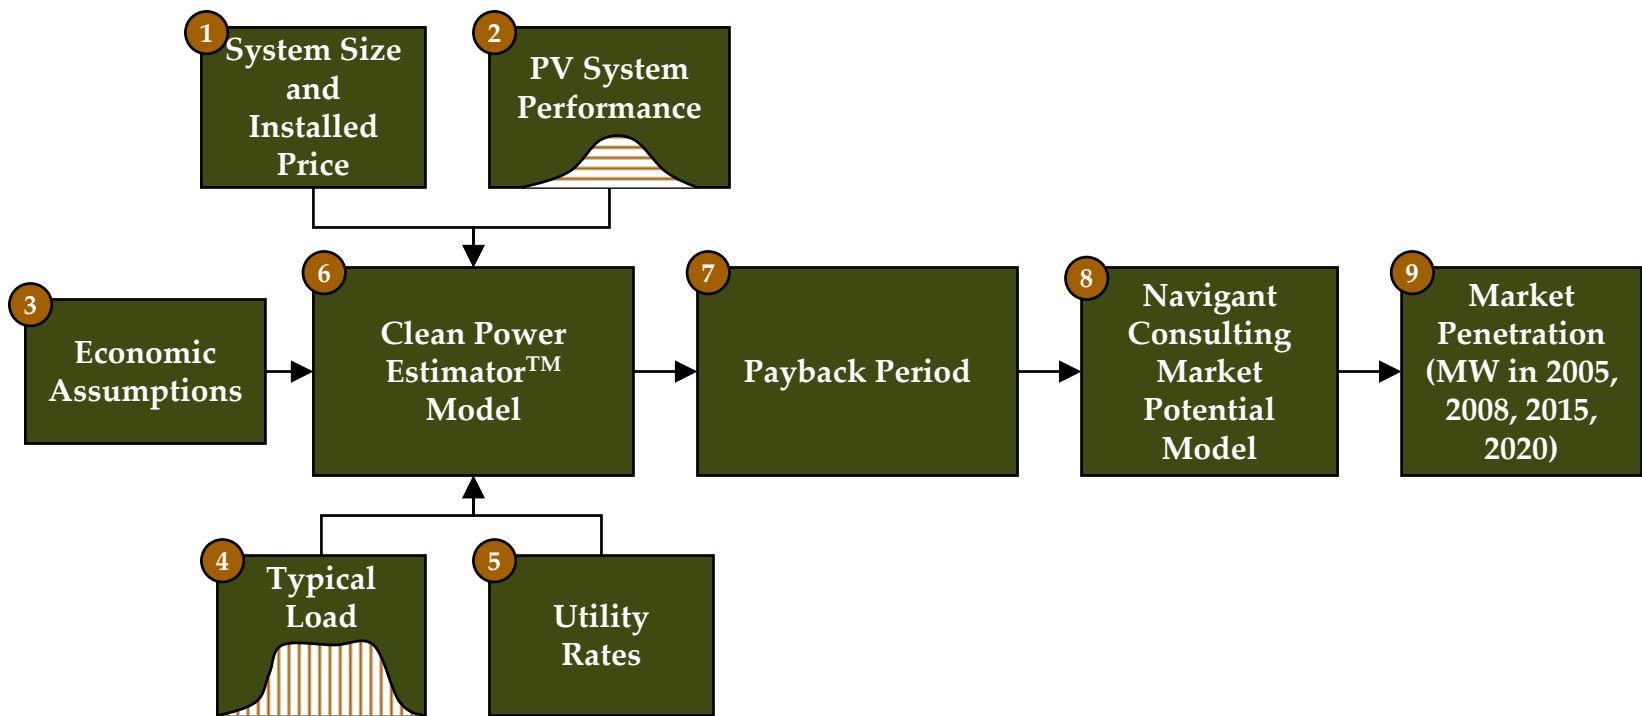 1
System Size
and
Installed
Price
2
PV System
Performance
3
Economic
Assumptions
4
Typical
Load
5
Utility
Rates
6
Clean Power
Estimator™
Model
7
Payback Period
8
Navigant
Consulting
Market
Potential
Model
9
Market
Penetration
(MW in 2005,
2008, 2015,
2020)